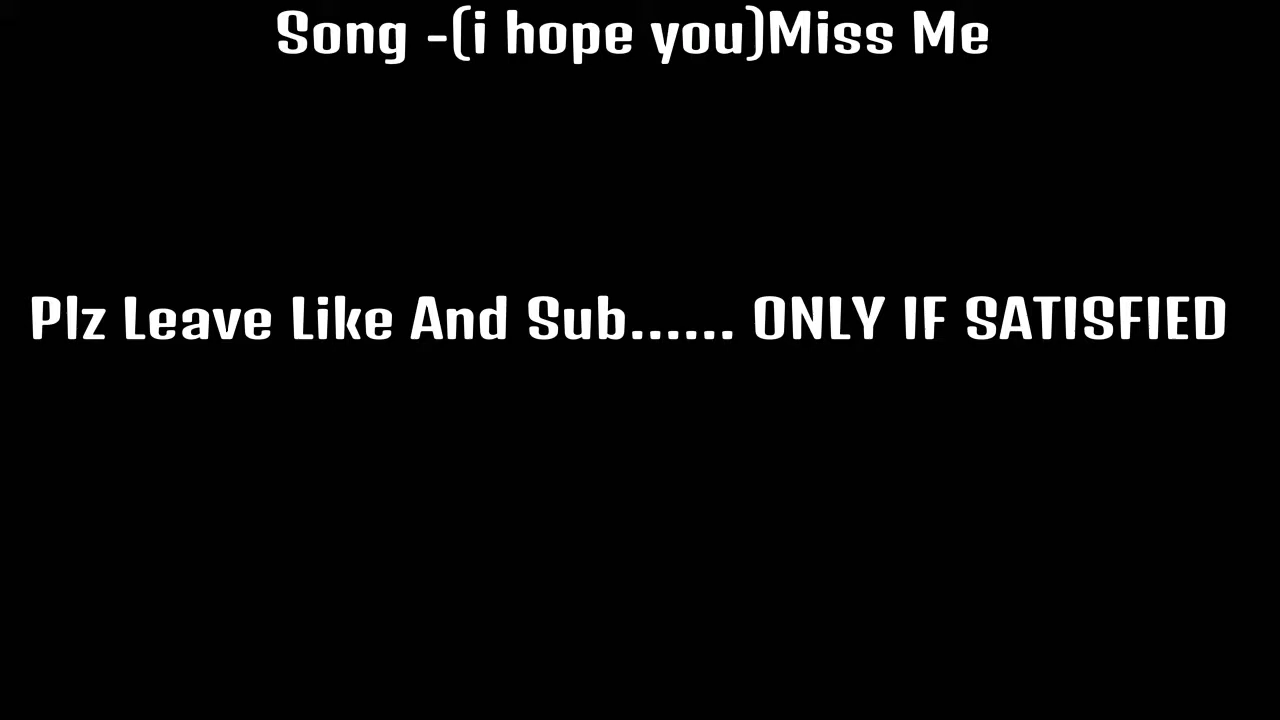 Song -(i hope you)Miss Me
Plz Leave Like And Sub...... ONLY IF SATISFIED